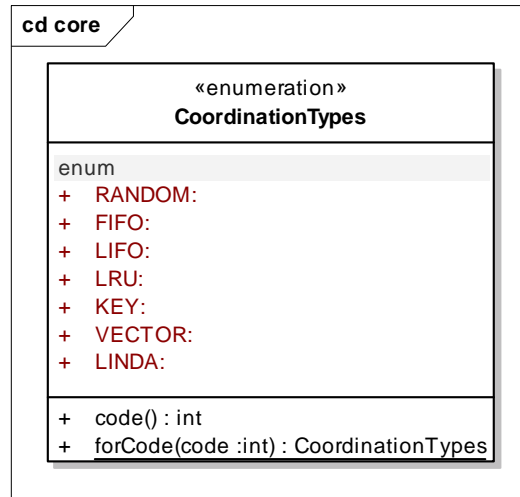 cd core
«enumeration»
CoordinationTypes
enum
+ RANDOM:
+ FIFO:
+ LIFO:
+ LRU:
+ KEY:
+ VECTOR:
+ LINDA:
+ code() : int
+ forCode(code :int) : CoordinationTypes